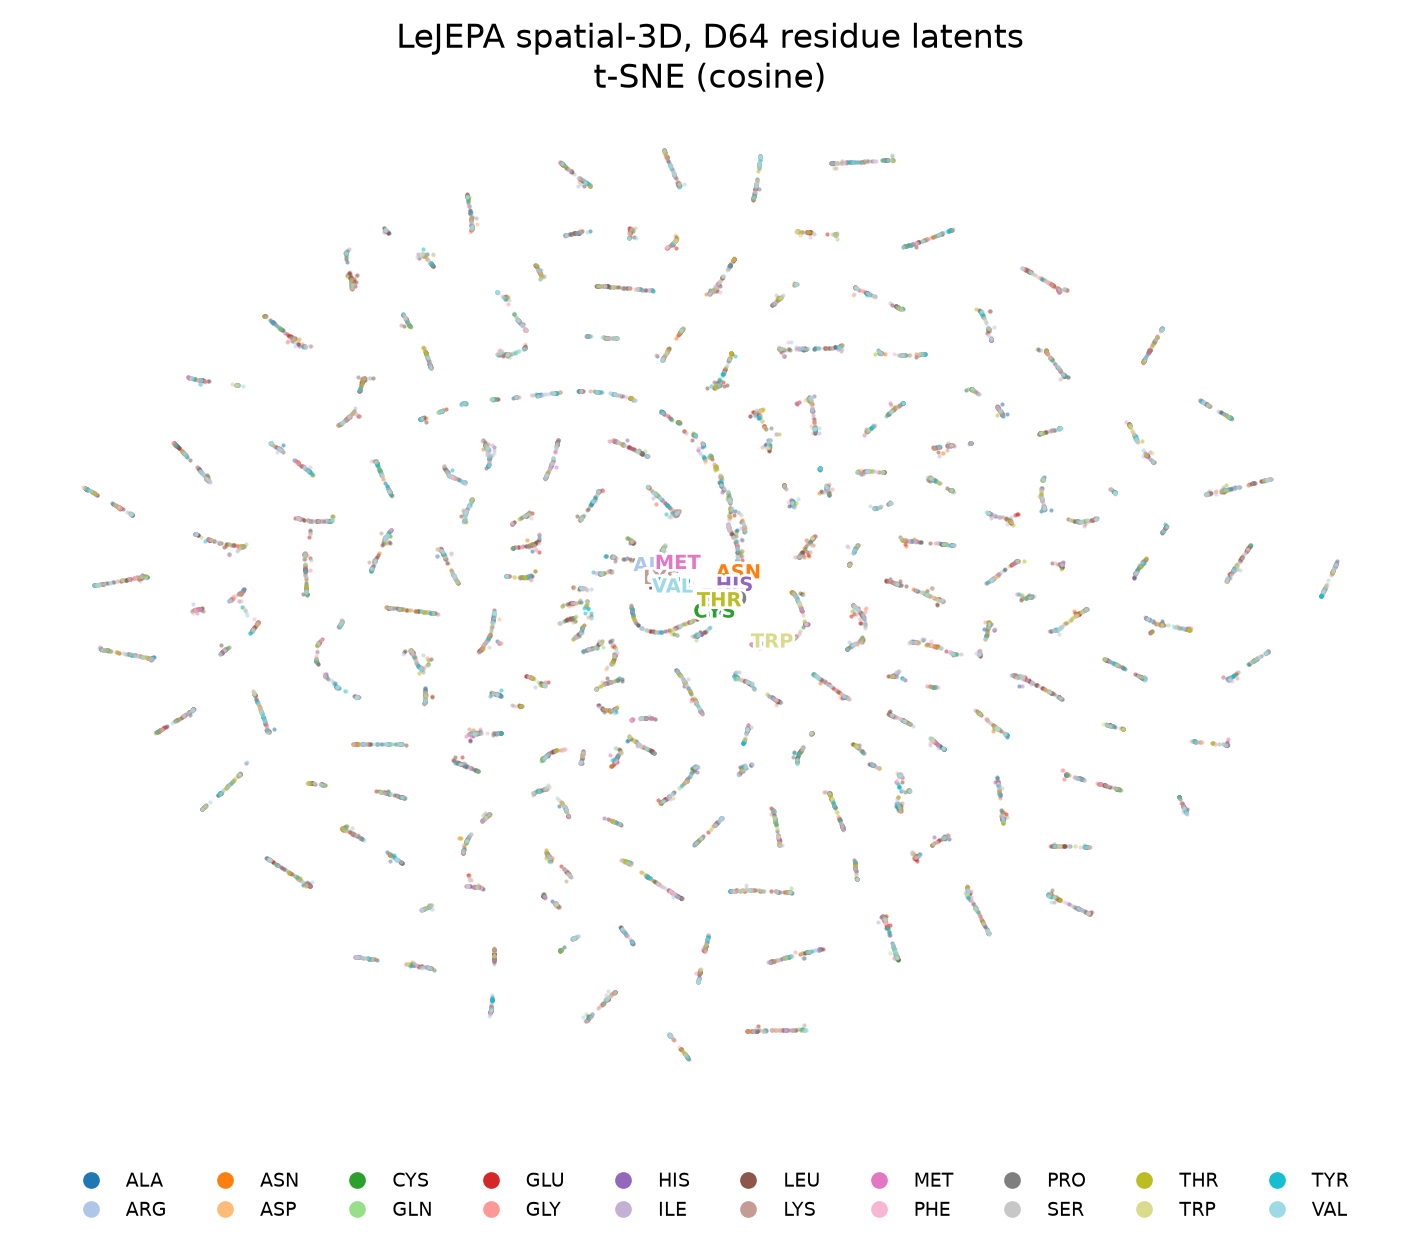 LeJEPA spatial-3D, D64 residue latents
t-SNE (cosine)
MET
ASN
VAL
HIS
THR
CYS
TRP
ALA ASN CYS GLU HIS LEU MET PRO THR TYR
ARG ASP GLN GLY ILE LYS PHE SER TRP VAL